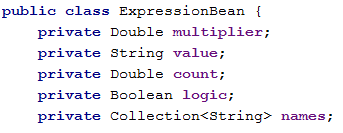 public class ExpressionBean {
    private Double multiplier;
    private String value;
    private Double count;
    private Boolean logic;
    private Collection<String> names;